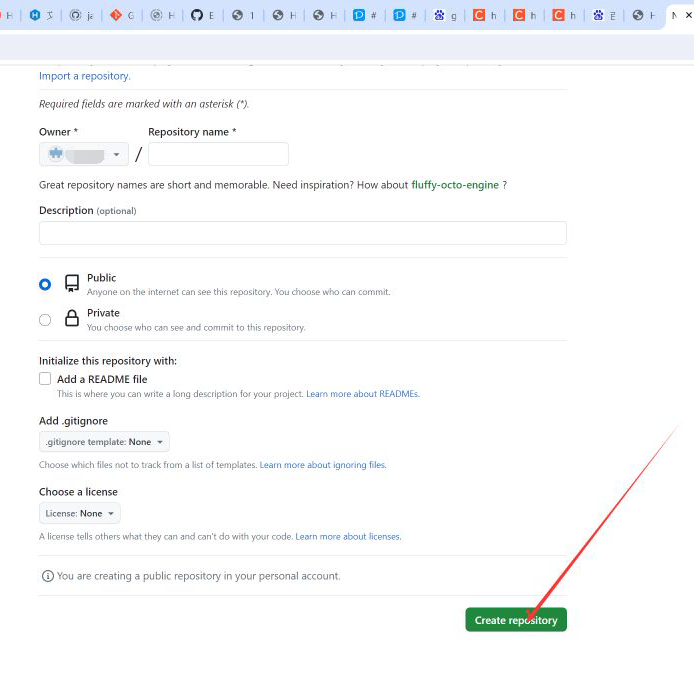 Import a repository.
Required fields are marked with an asterisk (*).
Owner * Repository name *
/
Great repository names are short and memorable. Need inspiration? How about fluffy-octo-engine ?
Description (optional)
Public
Anyone on the internet can see this repository. You choose who can commit.
Private
You choose who can see and commit to this repository.
Initialize this repository with:
Add a README file
This is where you can write a long description for your project. Learn more about READMEs.
Add .gitignore
.gitignore template: None
Choose which files not to track from a list of templates. Learn more about ignoring files.
Choose a license
License: None
A license tells others what they can and can't do with your code. Learn more about licenses.
You are creating a public repository in your personal account.
Create repository